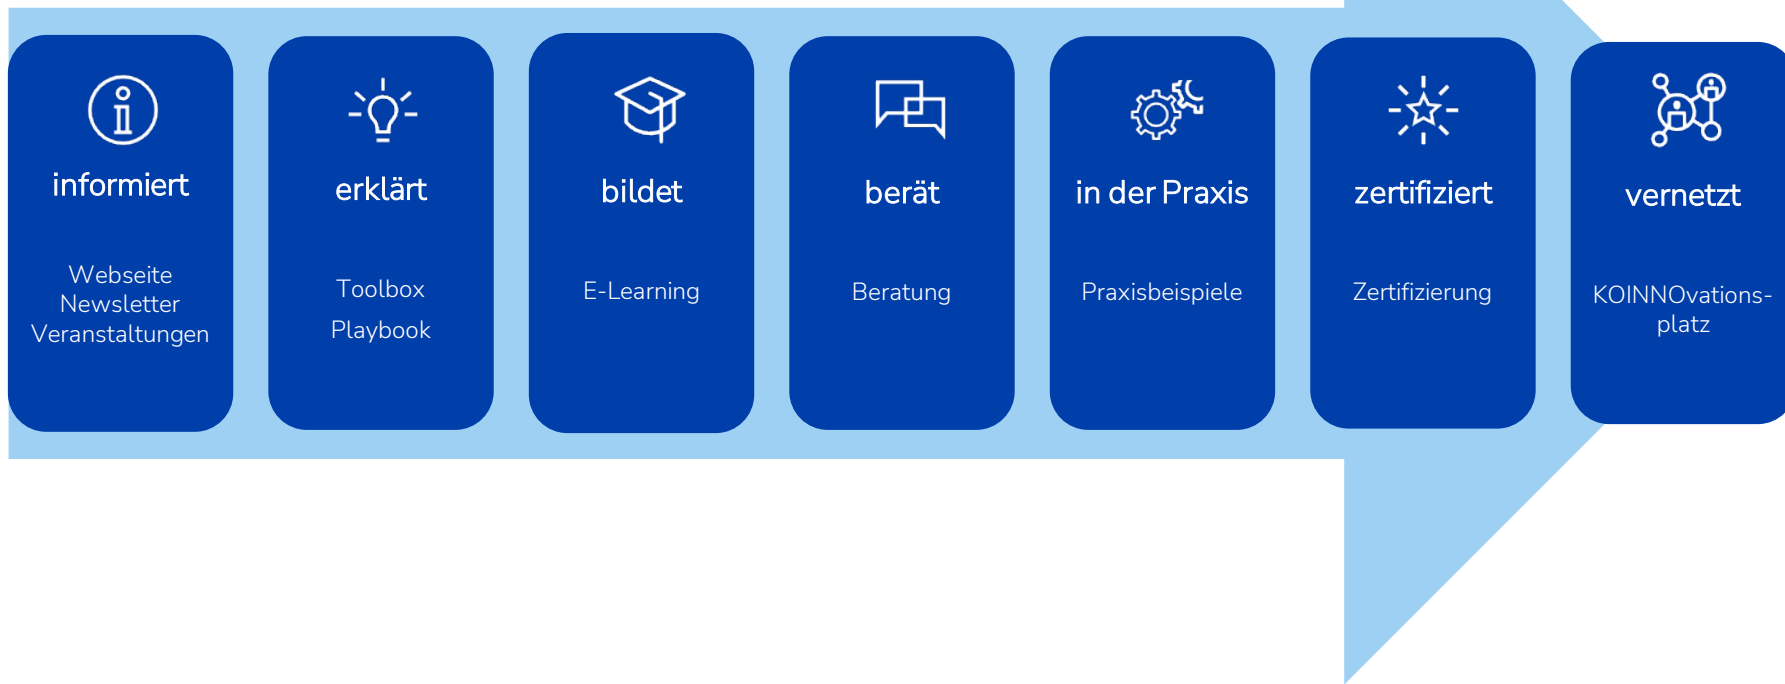 informiert
Webseite
Newsletter
Veranstaltungen
erklärt
Toolbox
Playbook
bildet
E-Learning
berät
Beratung
in der Praxis
Praxisbeispiele
zertifiziert
Zertifizierung
vernetzt
KOINNOvations-
platz